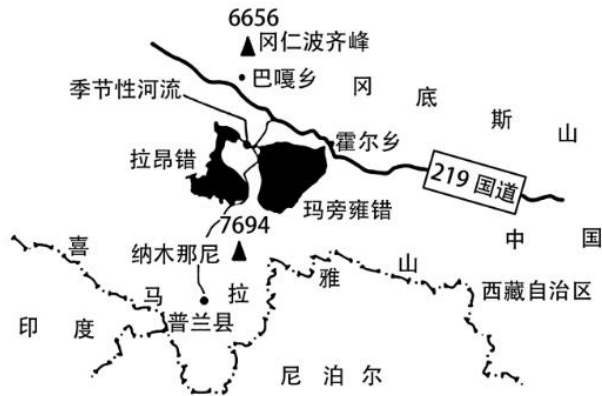 6656
冈仁波齐峰
巴嘎乡
冈底斯山
季节性河流
霍尔乡
拉昂错
219 国道
玛旁雍错
7694
纳木那尼
中国
喜马拉雅山
西藏自治区
普兰县
印度
尼泊尔